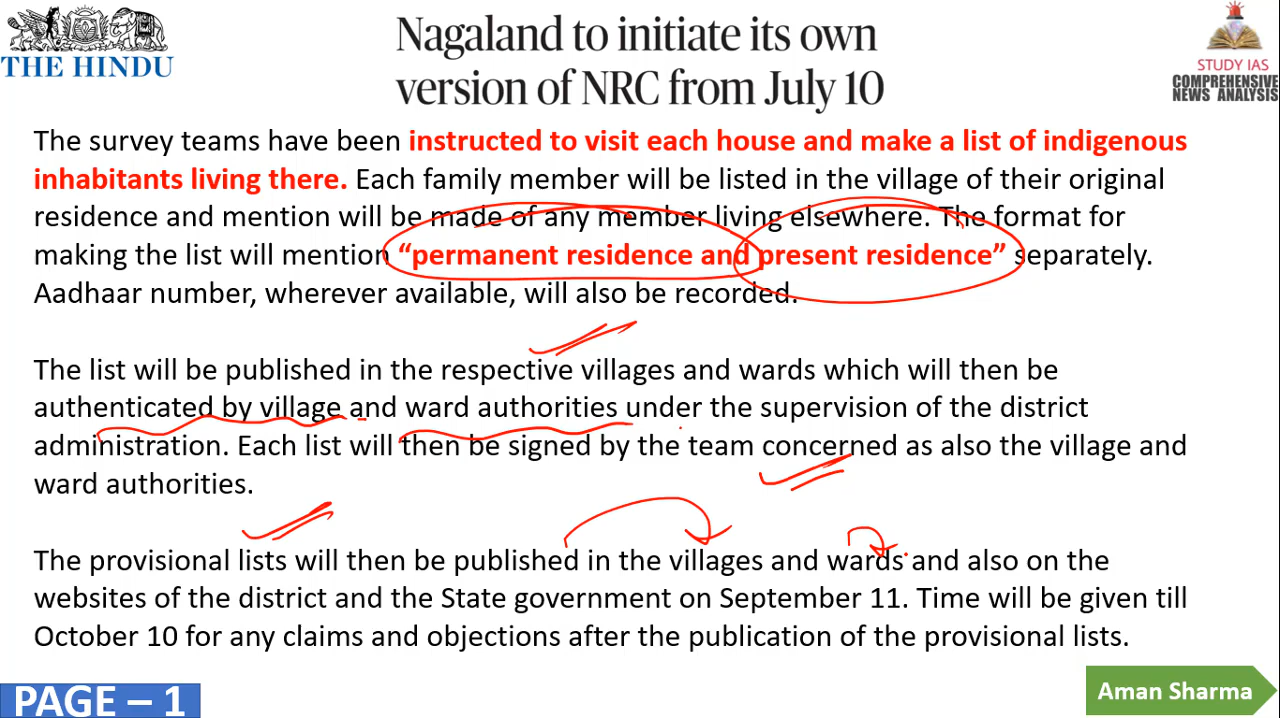 THE HINDU
Nagaland to initiate its own
version of NRC from July 10
STUDY IAS
COMPREHENSIVE
NEWS ANALYSIS
The survey teams have been instructed to visit each house and make a list of indigenous
inhabitants living there. Each family member will be listed in the village of their original
residence and mention will be made of any member living elsewhere. The format for
making the list will mention “permanent residence and present residence” separately.
Aadhaar number, wherever available, will also be recorded.
The list will be published in the respective villages and wards which will then be
authenticated by village and ward authorities under the supervision of the district
administration. Each list will then be signed by the team concerned as also the village and
ward authorities.
The provisional lists will then be published in the villages and wards and also on the
websites of the district and the State government on September 11. Time will be given till
October 10 for any claims and objections after the publication of the provisional lists.
PAGE – 1
Aman Sharma